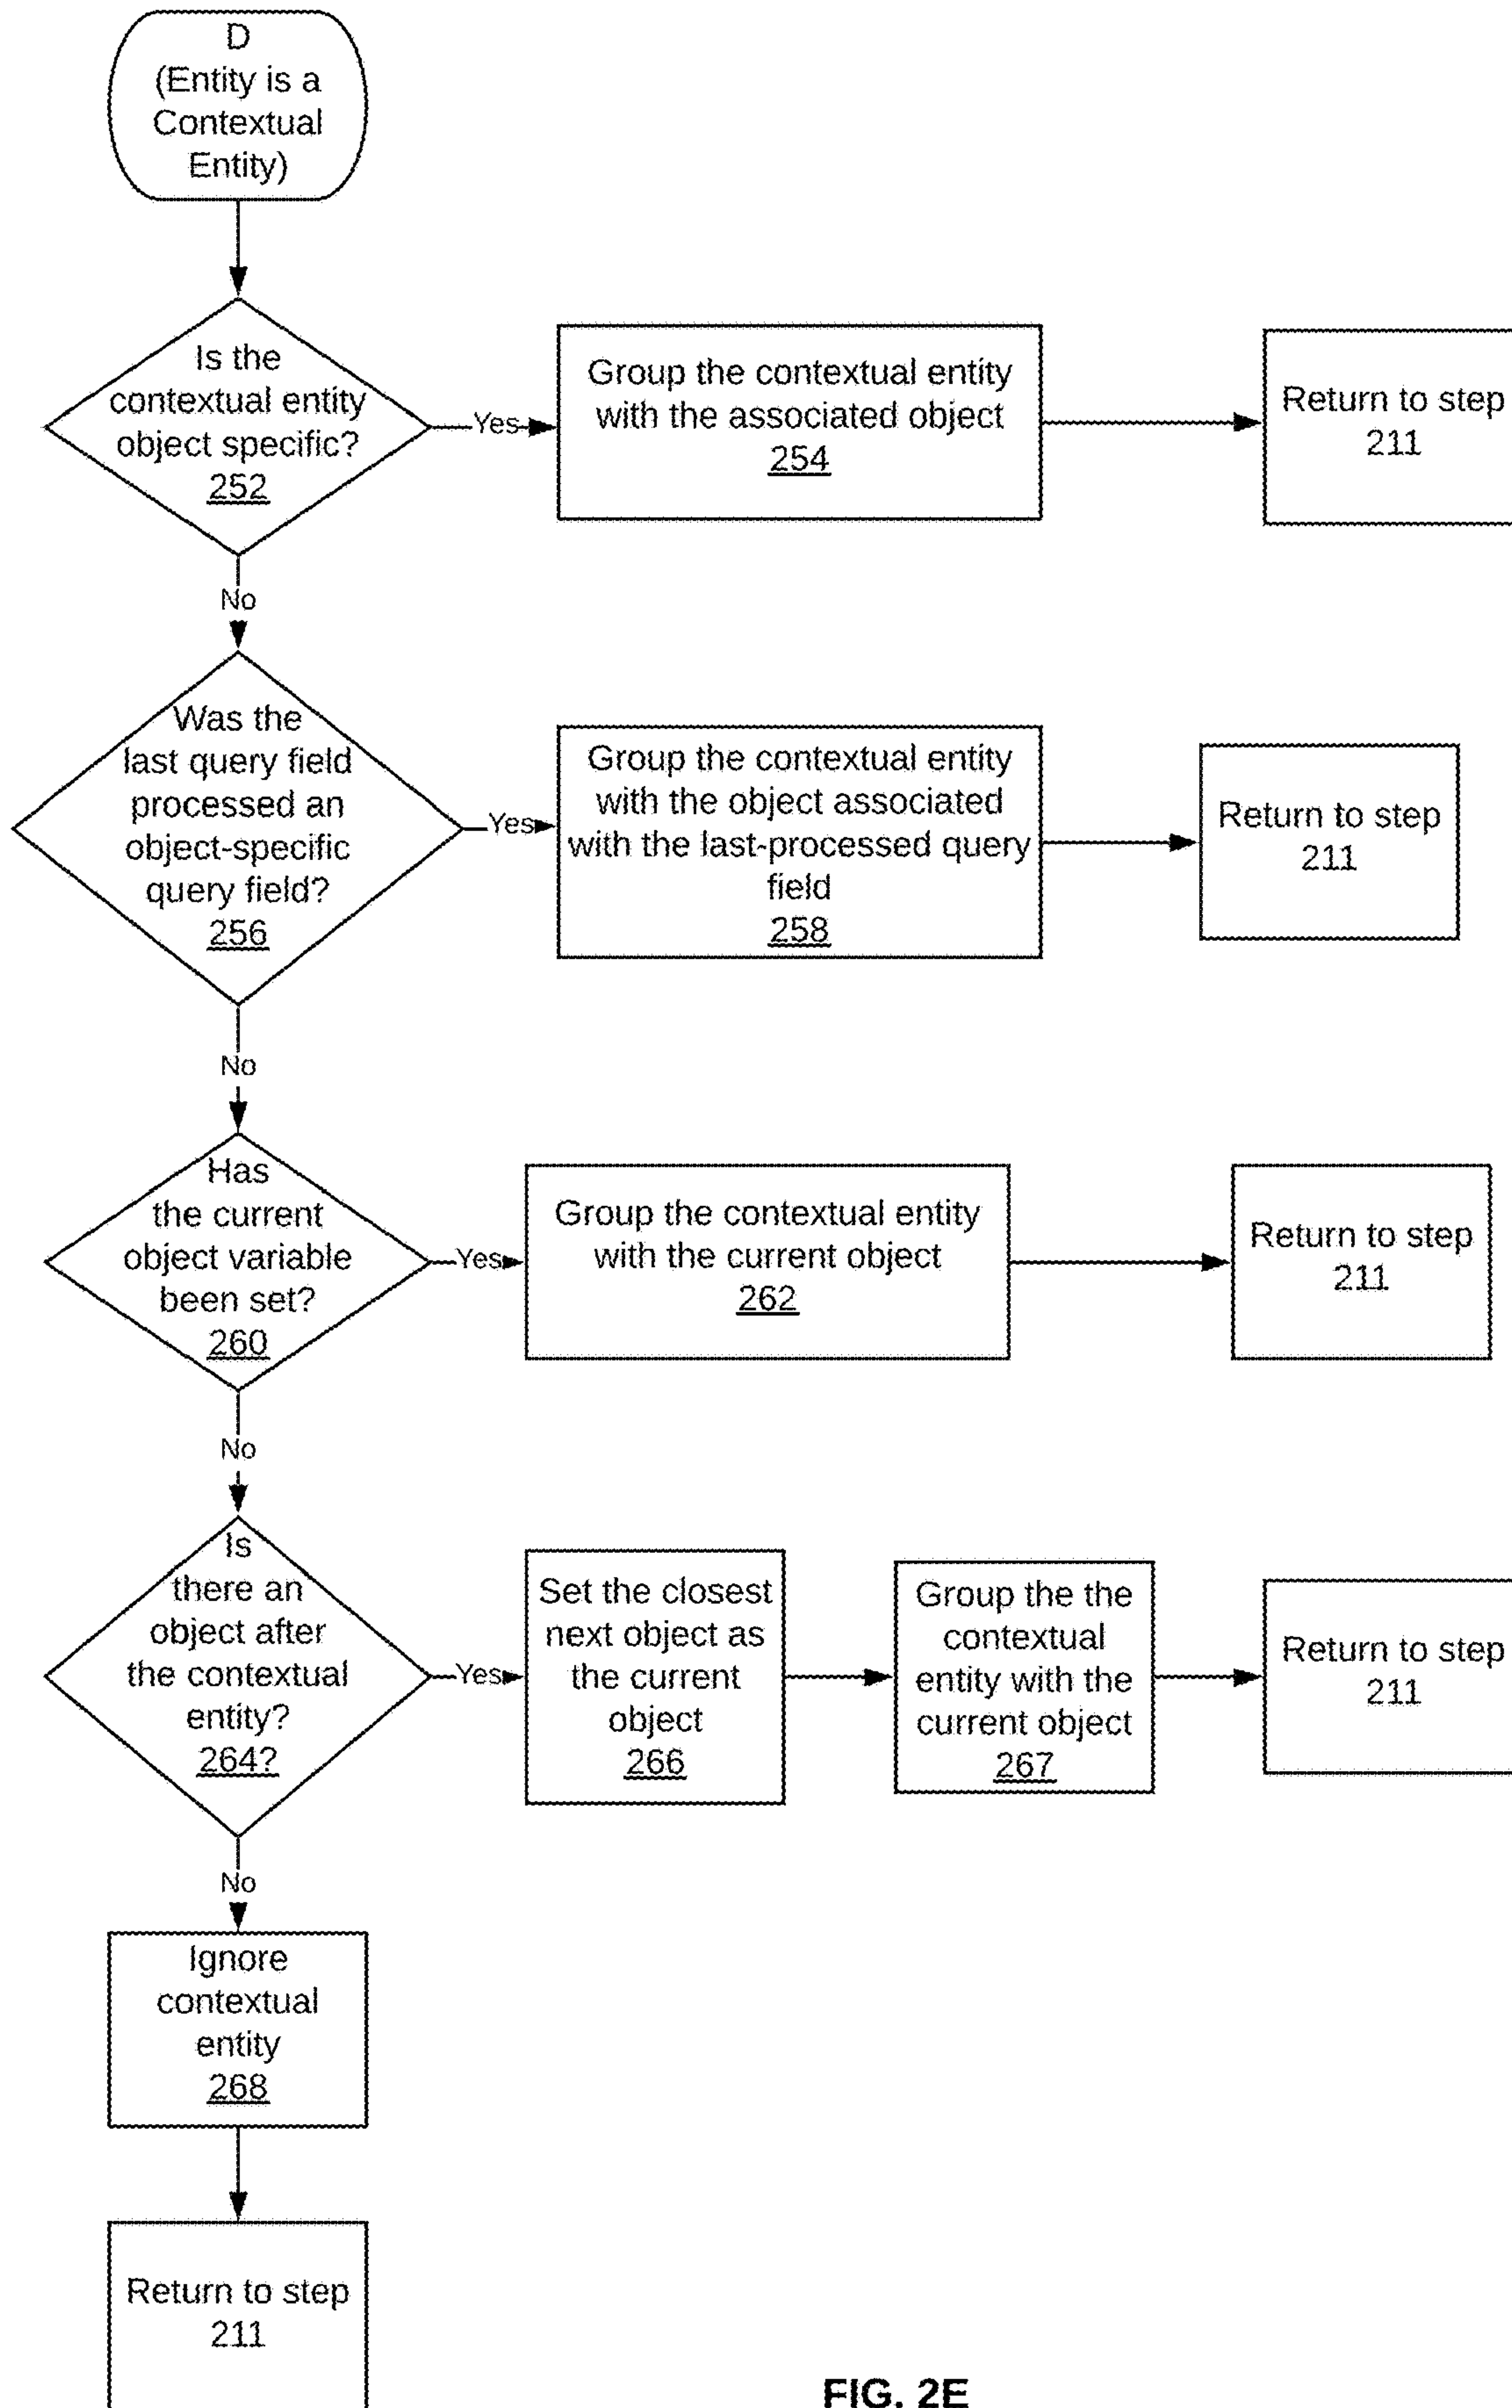 D
(Entity is a
Contextual
Entity)
Is the
contextual entity
object specific?
252
Yes
Group the contextual entity
with the associated object
254
Return to step
211
No
Was the
last query field
processed an
object-specific
query field?
256
Yes
Group the contextual entity
with the object associated
with the last-processed query
field
258
Return to step
211
No
Has
the current
object variable
been set?
260
Yes
Group the contextual entity
with the current object
262
Return to step
211
No
Is
there an
object after
the contextual
entity?
264?
Yes
Set the closest
next object as
the current
object
266
Group the the
contextual
entity with the
current object
267
Return to step
211
No
Ignore
contextual
entity
268
Return to step
211
FIG. 2E